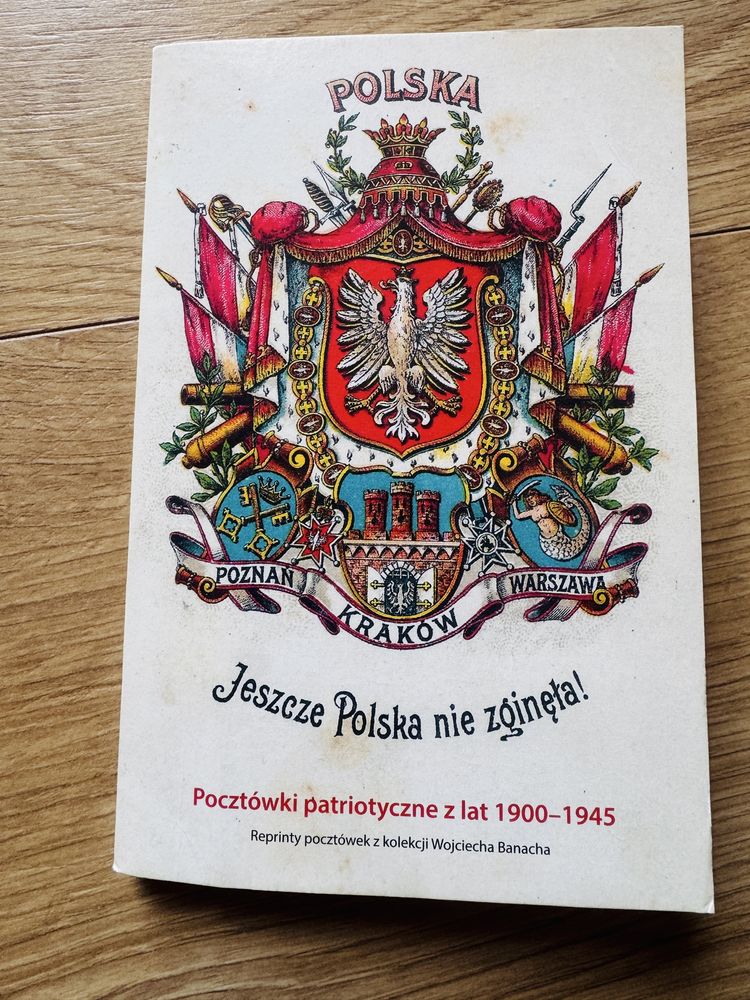 POLSKA
POZNAŃ
KRAKÓW
WARSZAWA
Jeszcze Polska nie zginęła!
Pocztówki patriotyczne z lat 1900–1945
Reprinty pocztówek z kolekcji Wojciecha Banacha